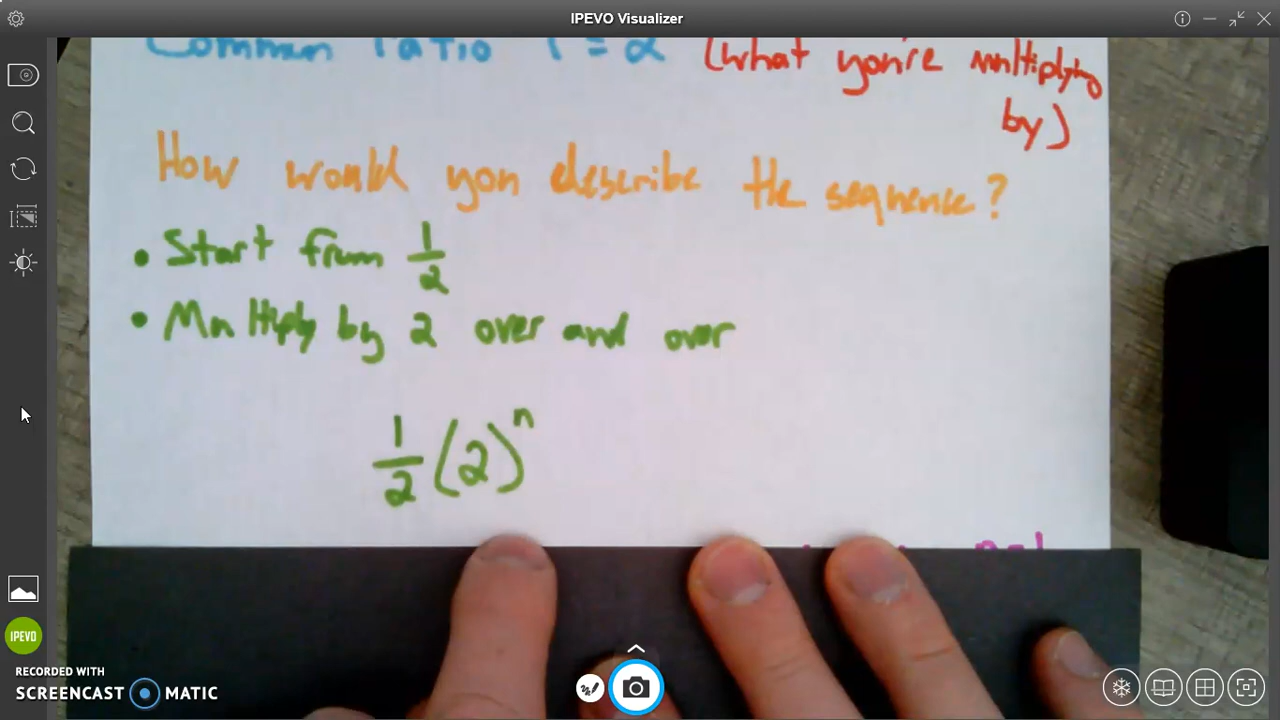 IPEVO Visualizer
Common ratio r = 2 (what you're multiplying
by)
How would you describe the sequence?
• Start from 1/2
• Multiply by 2 over and over
1/2 (2)^n
n=1
IPEVO
RECORDED WITH
SCREENCAST MATIC